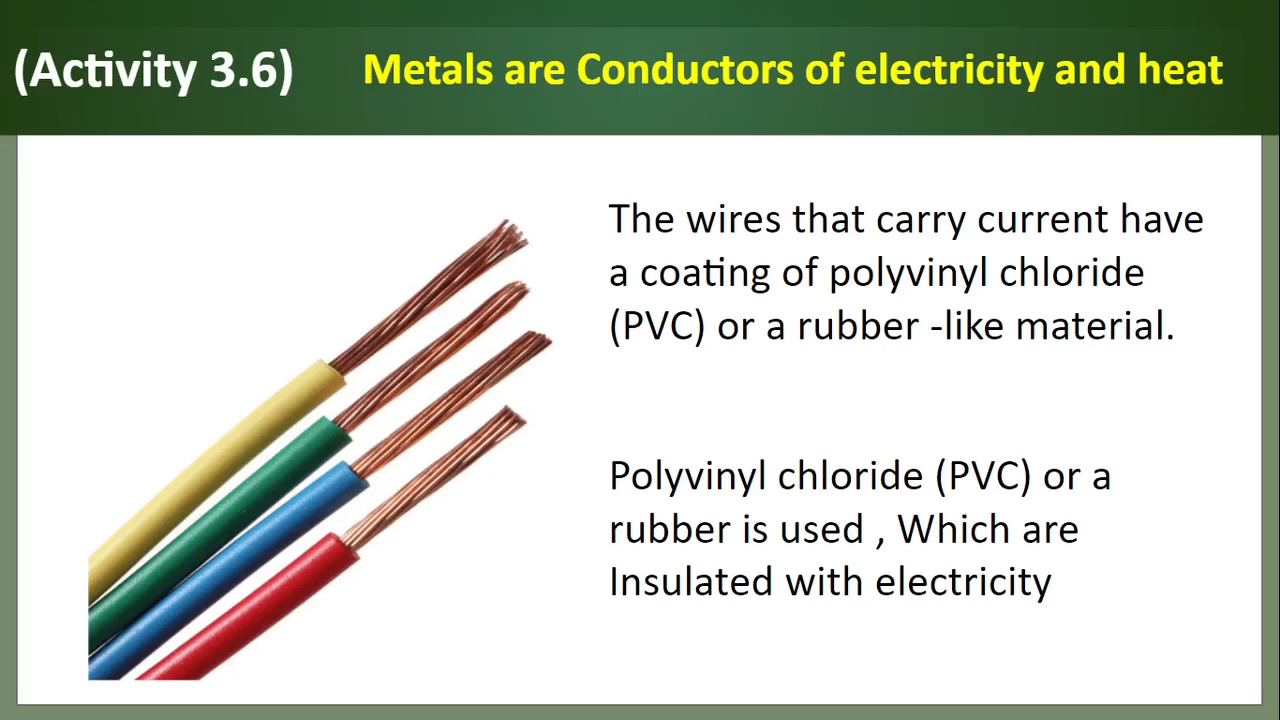 (Activity 3.6) Metals are Conductors of electricity and heat
The wires that carry current have
a coating of polyvinyl chloride
(PVC) or a rubber -like material.
Polyvinyl chloride (PVC) or a
rubber is used , Which are
Insulated with electricity